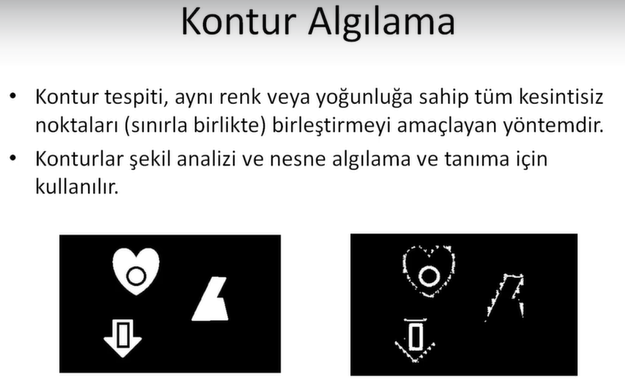 Kontur Algılama
• Kontur tespiti, aynı renk veya yoğunluğa sahip tüm kesintisiz
noktaları (sınırla birlikte) birleştirmeyi amaçlayan yöntemdir.
• Konturlar şekil analizi ve nesne algılama ve tanıma için
kullanılır.